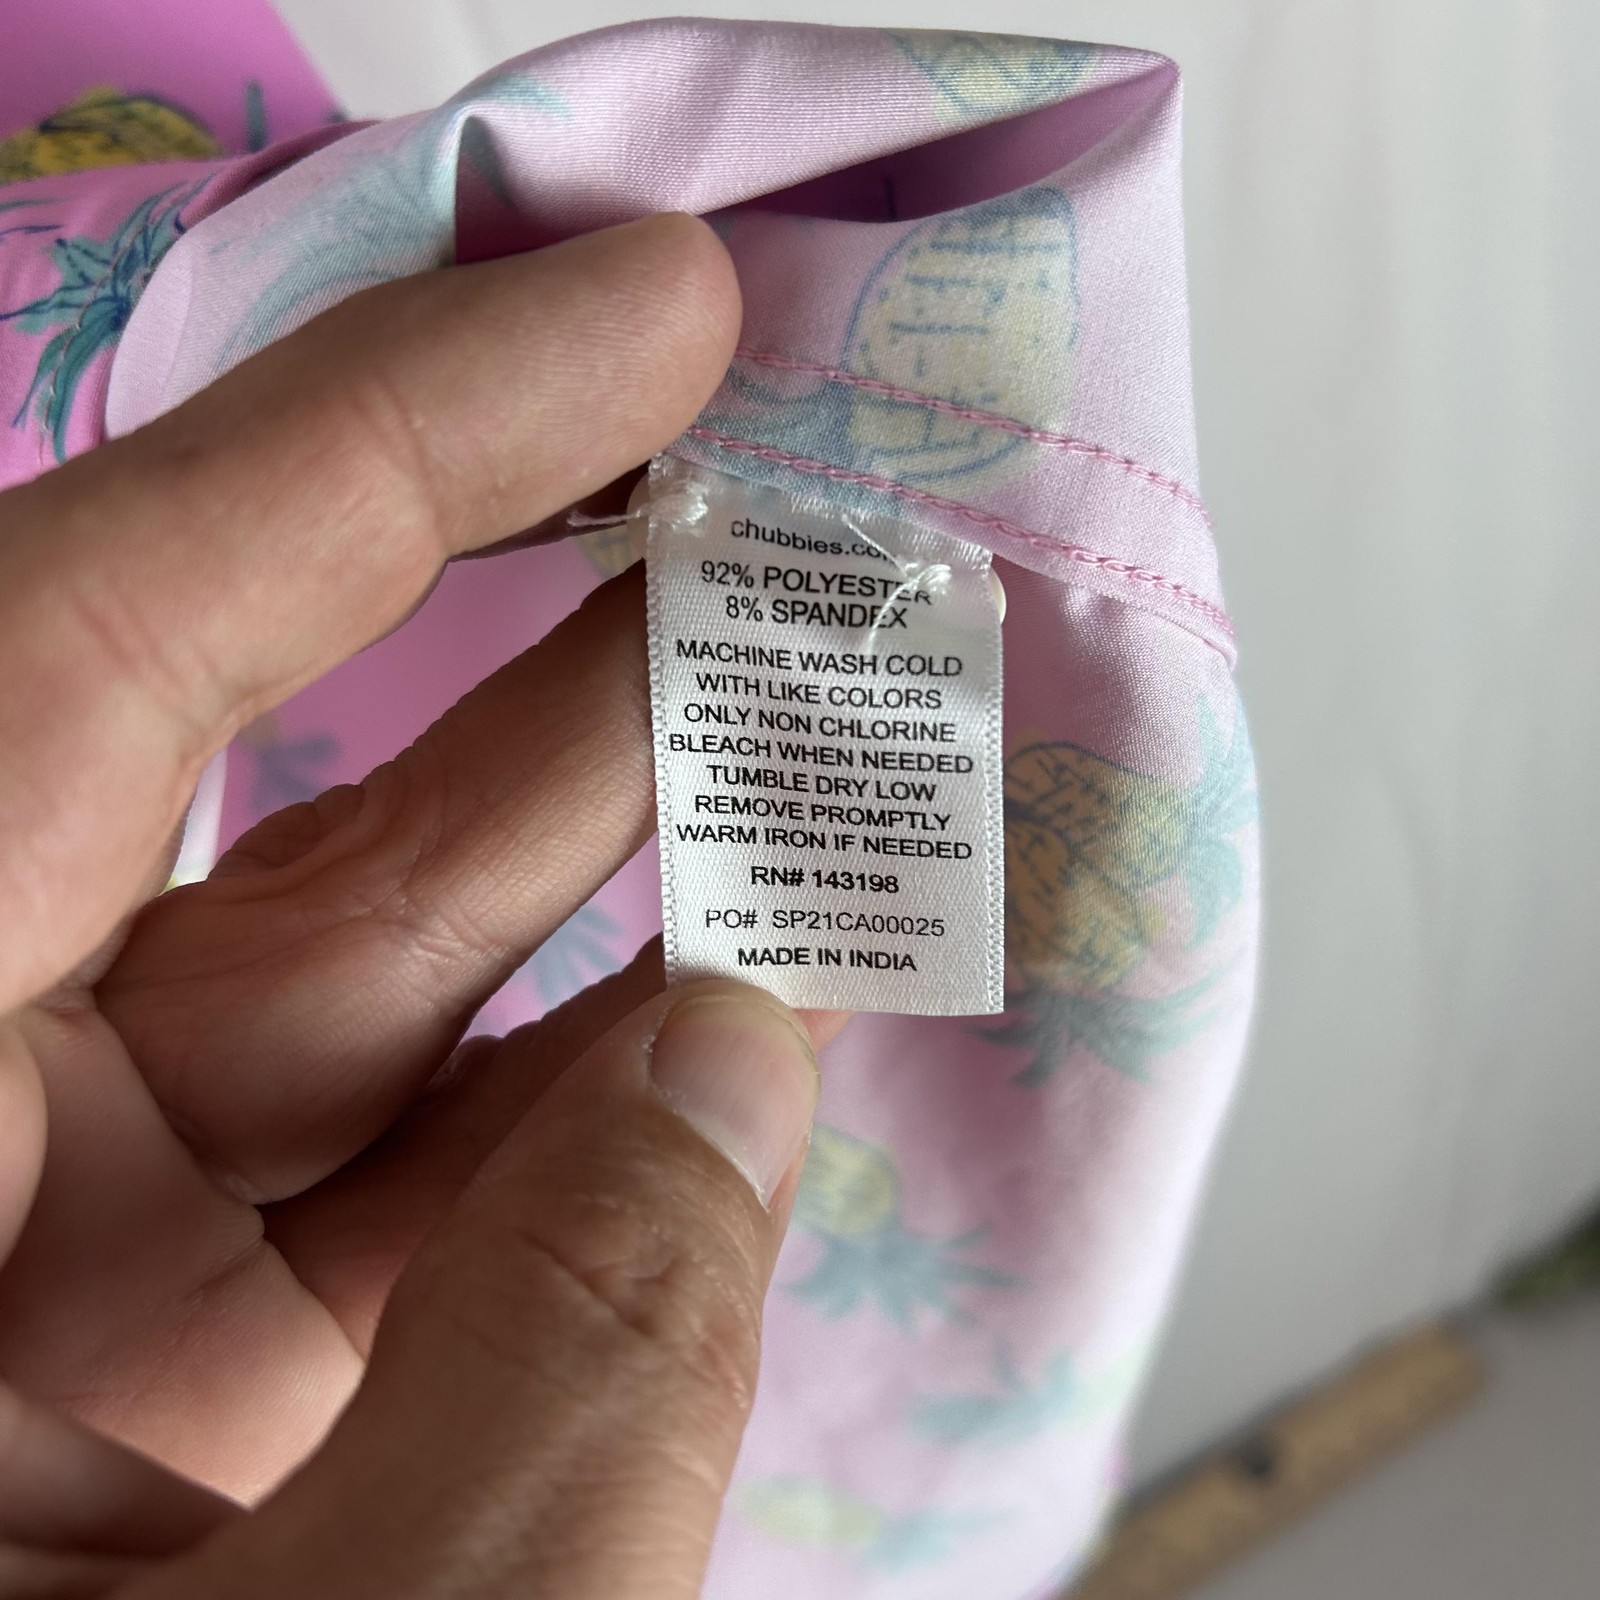 chubbies.co
92% POLYESTER
8% SPANDEX
MACHINE WASH COLD
WITH LIKE COLORS
ONLY NON CHLORINE
BLEACH WHEN NEEDED
TUMBLE DRY LOW
REMOVE PROMPTLY
WARM IRON IF NEEDED
RN# 143198
PO# SP21CA00025
MADE IN INDIA